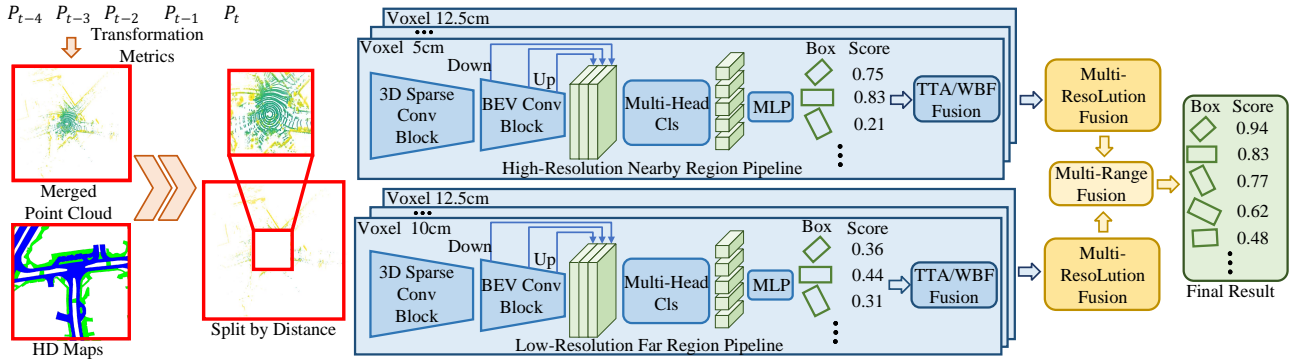 P_{t-4} P_{t-3} P_{t-2} P_{t-1} P_t
Transformation
Metrics
Merged
Point Cloud
HD Maps
Split by Distance
Voxel 12.5cm
Voxel 5cm
Down
Up
3D Sparse
Conv
Block
BEV Conv
Block
Multi-Head
Cls
MLP
Box Score
0.75
0.83
0.21
TTA/WBF
Fusion
High-Resolution Nearby Region Pipeline
Voxel 12.5cm
Voxel 10cm
Down
Up
3D Sparse
Conv
Block
BEV Conv
Block
Multi-Head
Cls
MLP
Box Score
0.36
0.44
0.31
TTA/WBF
Fusion
Low-Resolution Far Region Pipeline
Multi-
ResoLution
Fusion
Multi-Range
Fusion
Multi-
ResoLution
Fusion
Box Score
0.94
0.83
0.77
0.62
0.48
Final Result